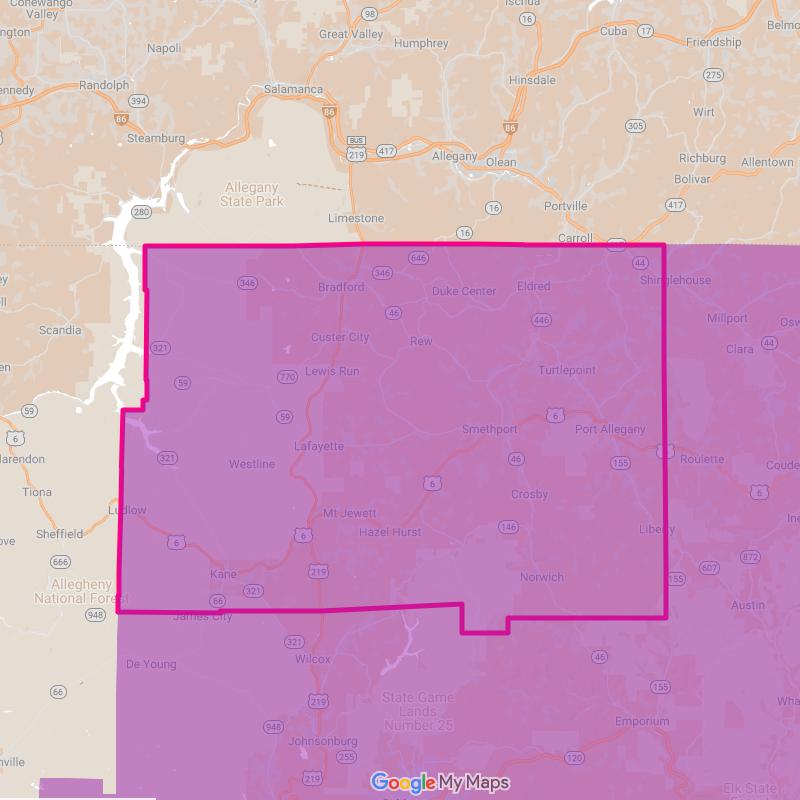 Conewango
Valley
98
Ischua
16
Great Valley
Humphrey
Cuba
17
Belmo
Friendship
ington
Napoli
275
Hinsdale
ennedy
Randolph
394
86
Salamanca
86
Wirt
Steamburg
BUS
219
417
86
305
Allegany
Olean
Richburg
Allentown
Bolivar
Allegany
State Park
280
Limestone
16
Portville
417
16
Carroll
646
44
346
346
Bradford
Duke Center
Eldred
Shinglehouse
46
446
Millport
Osw
Scandia
Custer City
Rew
44
Clara
321
Lewis Run
770
Turtlepoint
59
59
59
6
6
Smethport
Port Allegany
Lafayette
larendon
321
Westline
46
155
Roulette
Coude
6
6
Tiona
Crosby
Ludlow
Mt Jewett
146
Hazel Hurst
Liberty
Sheffield
6
6
666
219
872
607
Kane
321
Norwich
155
Allegheny
National Forest
66
948
James City
Austin
321
Wilcox
46
De Young
66
155
219
State Game
Lands
Number 25
948
Emporium
Johnsonburg
255
120
nville
219
Google My Maps
Elk State